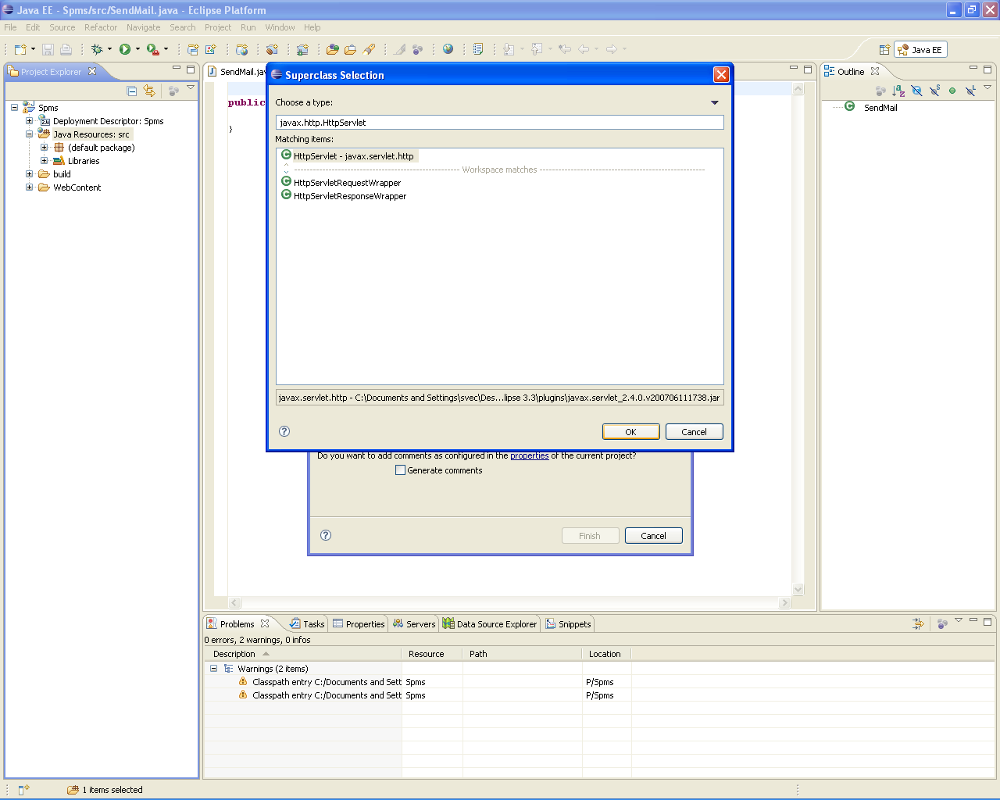 Java EE - Spms/src/SendMail.java - Eclipse Platform
File Edit Source Refactor Navigate Search Project Run Window Help
Java EE
Project Explorer
Spms
Deployment Descriptor: Spms
Java Resources: src
(default package)
Libraries
build
WebContent
SendMail.jav
public
}
Superclass Selection
Choose a type:
javax.http.HttpServlet
Matching items:
HttpServlet - javax.servlet.http
Workspace matches
HttpServletRequestWrapper
HttpServletResponseWrapper
javax.servlet.http - C:\Documents and Settings\svec\Des...lipse 3.3\plugins\javax.servlet_2.4.0.v200706111738.jar
OK Cancel
Do you want to add comments as configured in the properties of the current project?
Generate comments
Finish Cancel
Outline
SendMail
Problems Tasks Properties Servers Data Source Explorer Snippets
0 errors, 2 warnings, 0 infos
Description Resource Path Location
Warnings (2 items)
Classpath entry C:/Documents and Sett Spms P/Spms
Classpath entry C:/Documents and Sett Spms P/Spms
1 items selected